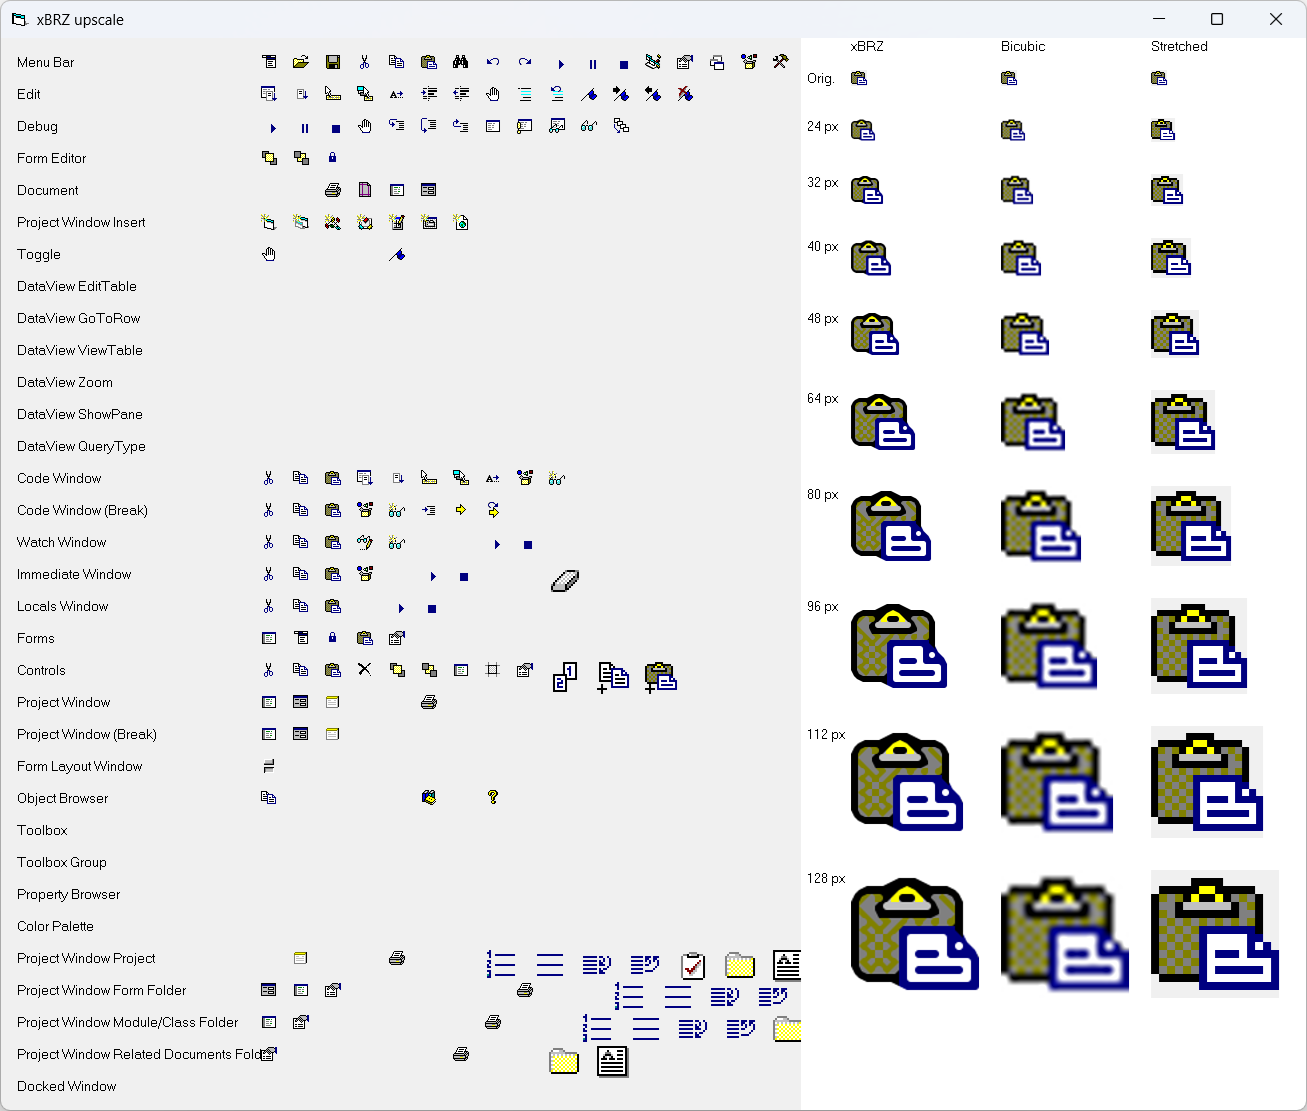 xBRZ upscale
xBRZ Bicubic Stretched
Menu Bar
Orig.
Edit
Debug
24 px
Form Editor
Document
32 px
Project Window Insert
Toggle
40 px
DataView EditTable
DataView GoToRow
48 px
DataView ViewTable
DataView Zoom
64 px
DataView ShowPane
DataView QueryType
Code Window
80 px
Code Window (Break)
Watch Window
Immediate Window
Locals Window
96 px
Forms
Controls
Project Window
Project Window (Break)
112 px
Form Layout Window
Object Browser
Toolbox
Toolbox Group
128 px
Property Browser
Color Palette
Project Window Project
Project Window Form Folder
Project Window Module/Class Folder
Project Window Related Documents Fold
Docked Window